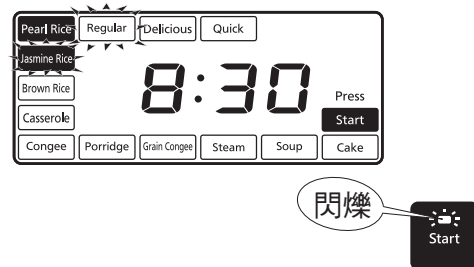 Pearl Rice Regular Delicious Quick
Jasmine Rice
Brown Rice
8:30
Press
Casserole
Start
Congee Porridge Grain Congee Steam Soup Cake
閃爍
Start